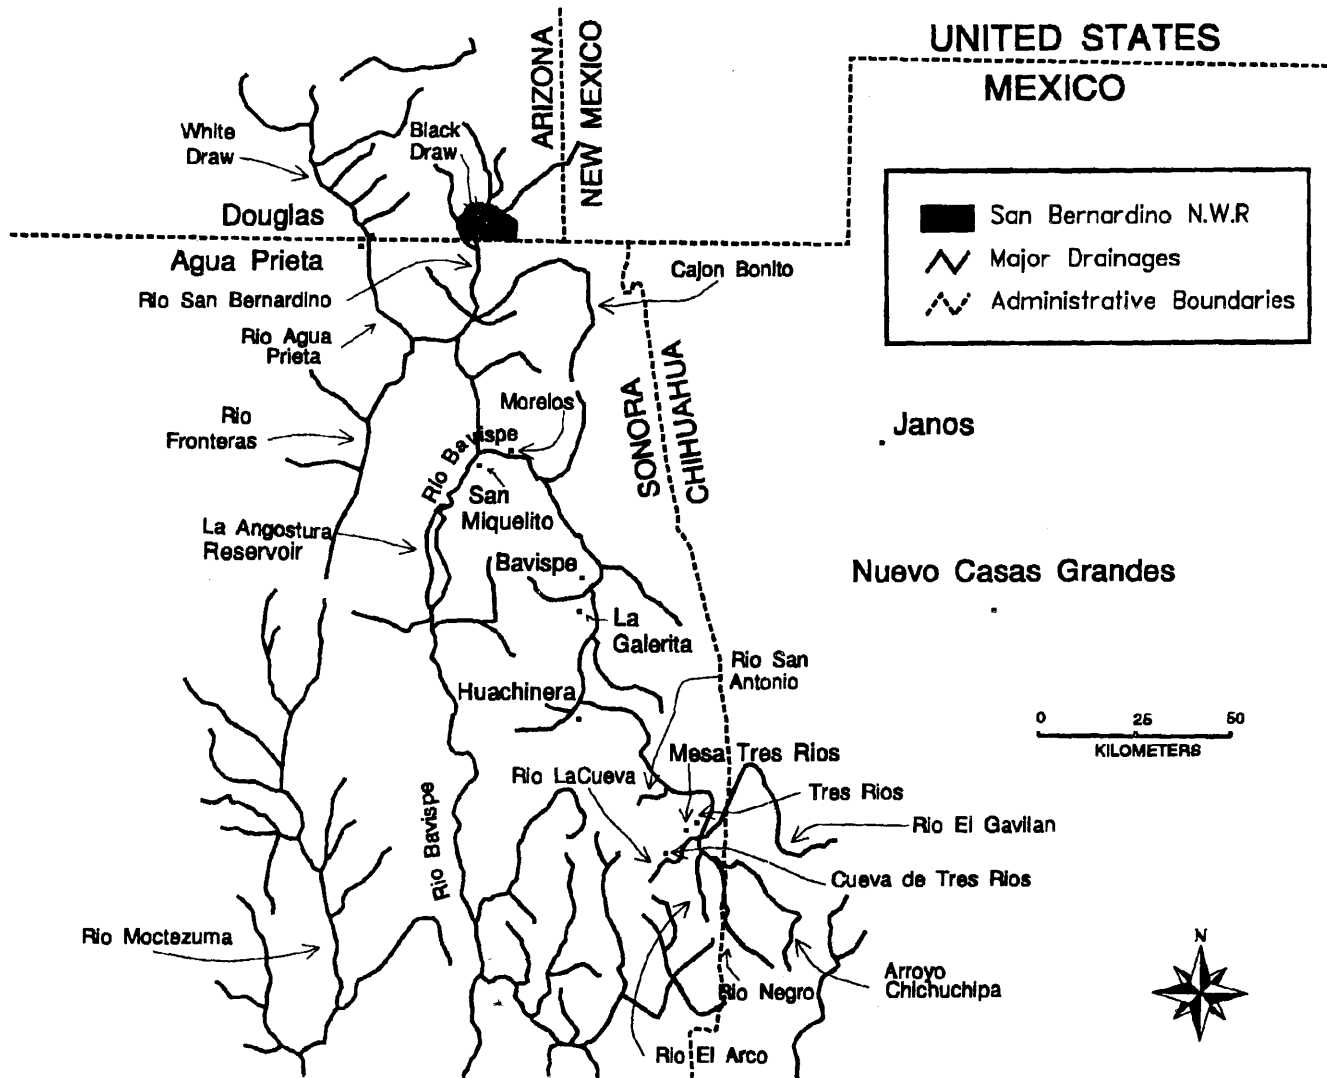 UNITED STATES
MEXICO
ARIZONA
NEW MEXICO
White
Draw
Black
Draw
San Bernardino N.W.R
Major Drainages
Administrative Boundaries
Douglas
Agua Prieta
Cajon Bonito
Rio San Bernardino
Rio Agua
Prieta
SONORA
CHIHUAHUA
Morelos
Rio
Fronteras
Janos
Rio Bavispe
San
Miquelito
La Angostura
Reservoir
Bavispe
Nuevo Casas Grandes
La
Galerita
Rio San
Antonio
Huachinera
0 25 50
KILOMETERS
Mesa Tres Rios
Rio LaCueva
Tres Rios
Rio El Gavilan
Rio Bavispe
Cueva de Tres Rios
Rio Moctezuma
N
Arroyo
Chichuchipa
Rio Negro
Rio El Arco